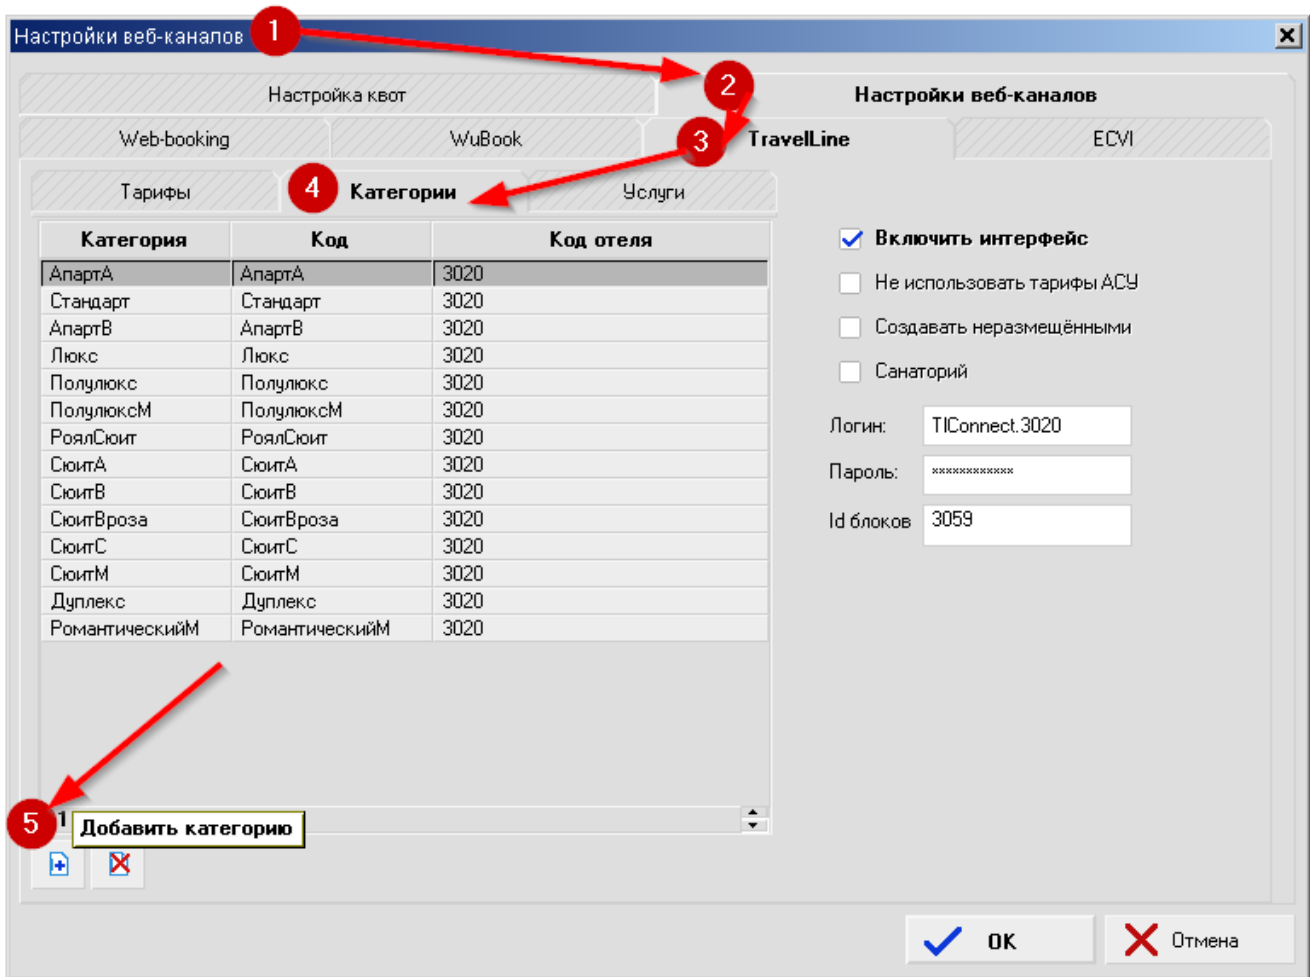 Настройки веб-каналов 1
Настройка квот 2 Настройки веб-каналов
Web-booking WuBook 3 TravelLine ECVI
Тарифы 4 Категории Услуги
Категория Код Код отеля
АпартА АпартА 3020
Стандарт Стандарт 3020
АпартВ АпартВ 3020
Люкс Люкс 3020
Полулюкс Полулюкс 3020
ПолулюксМ ПолулюксМ 3020
РоялСюит РоялСюит 3020
СюитА СюитА 3020
СюитВ СюитВ 3020
СюитВроза СюитВроза 3020
СюитС СюитС 3020
СюитМ СюитМ 3020
Дуплекс Дуплекс 3020
РомантическийМ РомантическийМ 3020
5 1 Добавить категорию
Включить интерфейс
Не использовать тарифы АСУ
Создавать неразмещёнными
Санаторий
Логин: TlConnect.3020
Пароль: ************
Id блоков 3059
OK Отмена